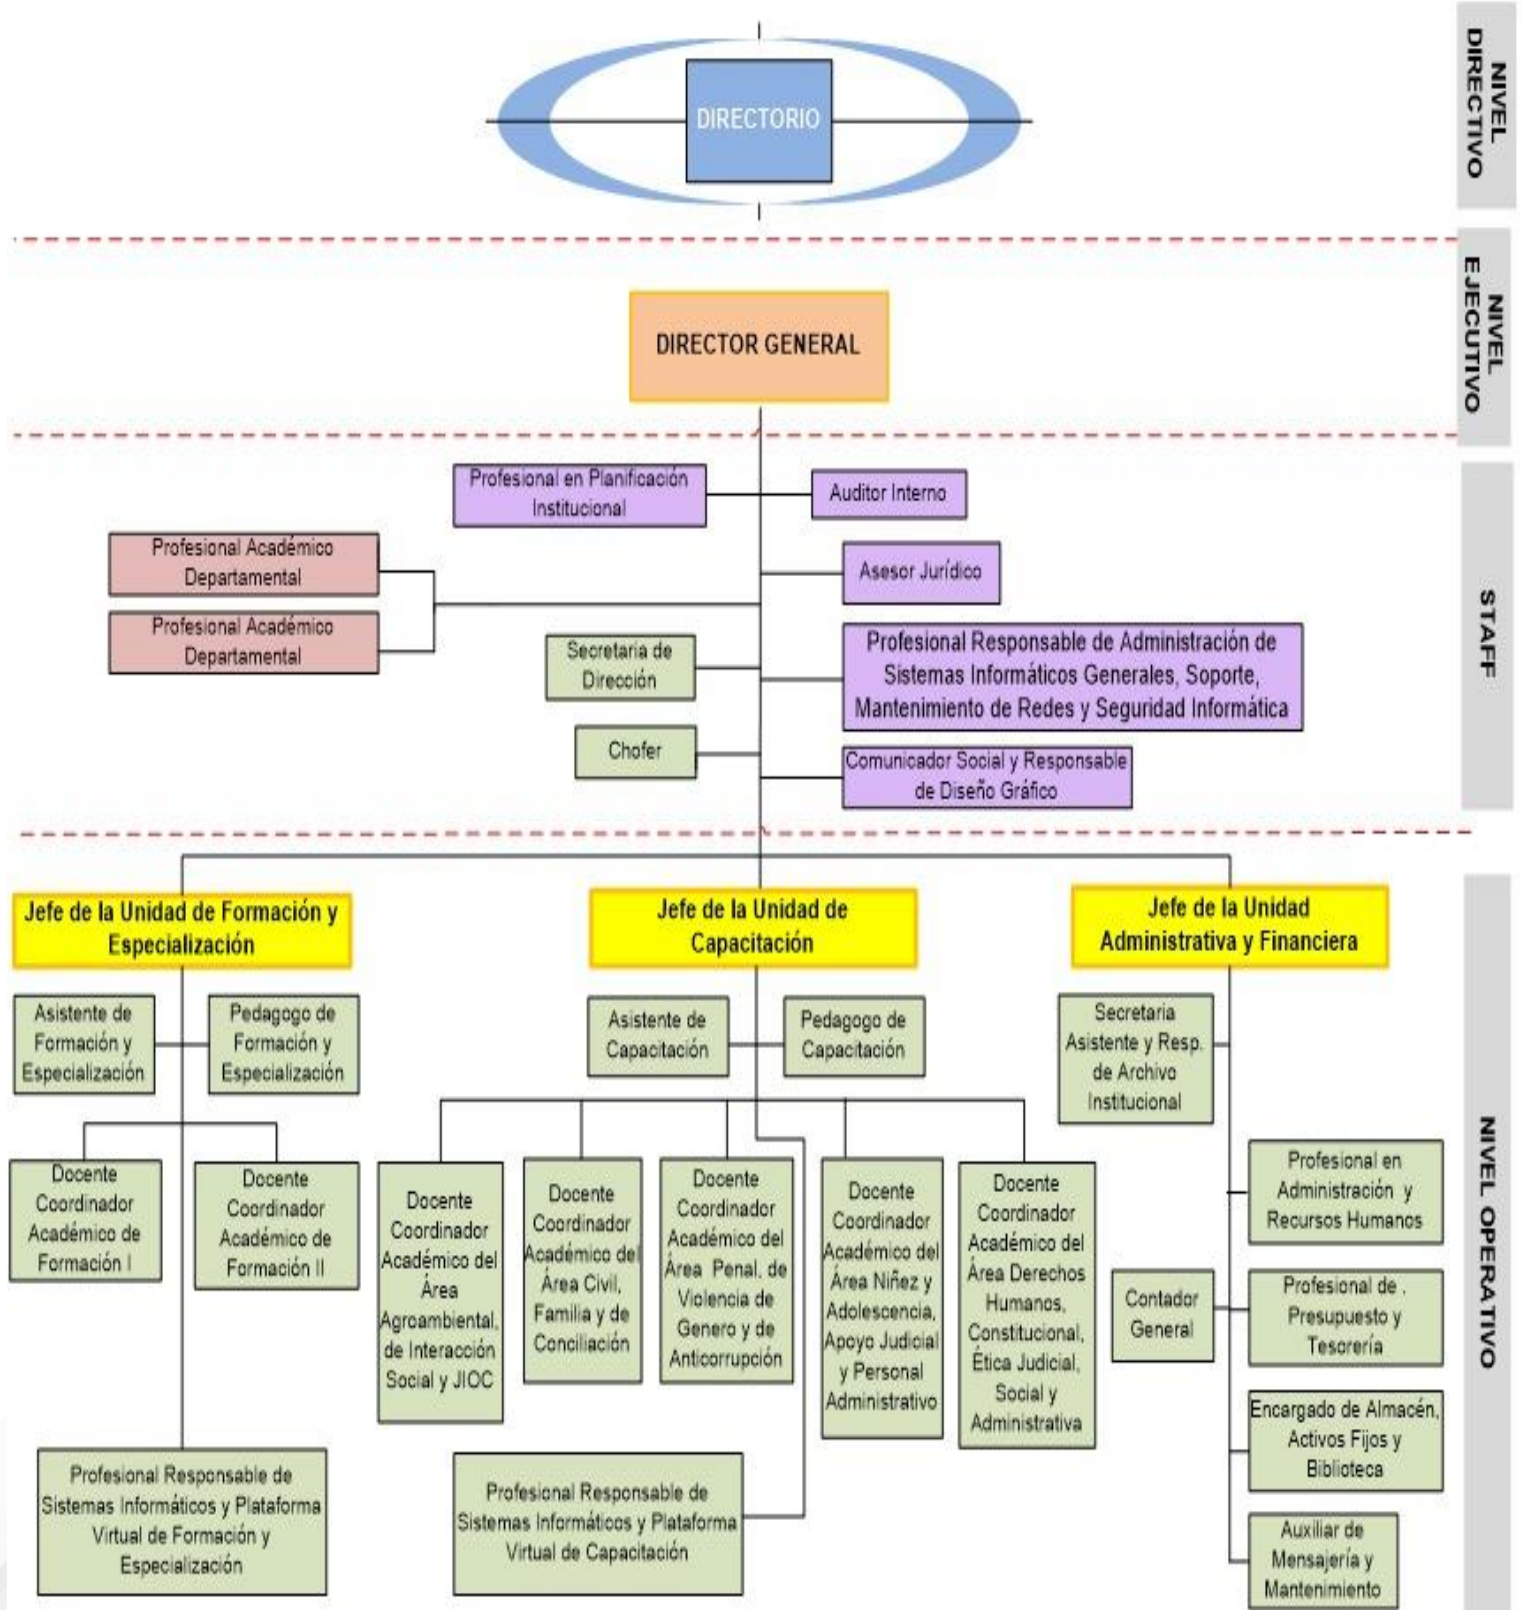 DIRECTORIO
NIVEL
DIRECTIVO
DIRECTOR GENERAL
NIVEL
EJECUTIVO
Profesional en Planificación
Institucional
Auditor Interno
Profesional Académico
Departamental
Asesor Jurídico
Profesional Académico
Departamental
Secretaria de
Dirección
Profesional Responsable de Administración de
Sistemas Informáticos Generales, Soporte,
Mantenimiento de Redes y Seguridad Informática
Chofer
Comunicador Social y Responsable
de Diseño Gráfico
STAFF
Jefe de la Unidad de Formación y
Especialización
Jefe de la Unidad de
Capacitación
Jefe de la Unidad
Administrativa y Financiera
Asistente de
Formación y
Especialización
Pedagogo de
Formación y
Especialización
Asistente de
Capacitación
Pedagogo de
Capacitación
Secretaria
Asistente y Resp.
de Archivo
Institucional
Docente
Coordinador
Académico de
Formación I
Docente
Coordinador
Académico de
Formación II
Docente
Coordinador
Académico del
Área
Agroambiental,
de Interacción
Social y JIOC
Docente
Coordinador
Académico del
Área Civil,
Familia y de
Conciliación
Docente
Coordinador
Académico del
Área Penal, de
Violencia de
Genero y de
Anticorrupción
Docente
Coordinador
Académico del
Área Niñez y
Adolescencia,
Apoyo Judicial
y Personal
Administrativo
Docente
Coordinador
Académico del
Área Derechos
Humanos,
Constitucional,
Ética Judicial,
Social y
Administrativa
Profesional en
Administración y
Recursos Humanos
Contador
General
Profesional de .
Presupuesto y
Tesorería
Encargado de Almacén,
Activos Fijos y
Biblioteca
Auxiliar de
Mensajería y
Mantenimiento
Profesional Responsable de
Sistemas Informáticos y Plataforma
Virtual de Formación y
Especialización
Profesional Responsable de
Sistemas Informáticos y Plataforma
Virtual de Capacitación
NIVEL OPERATIVO